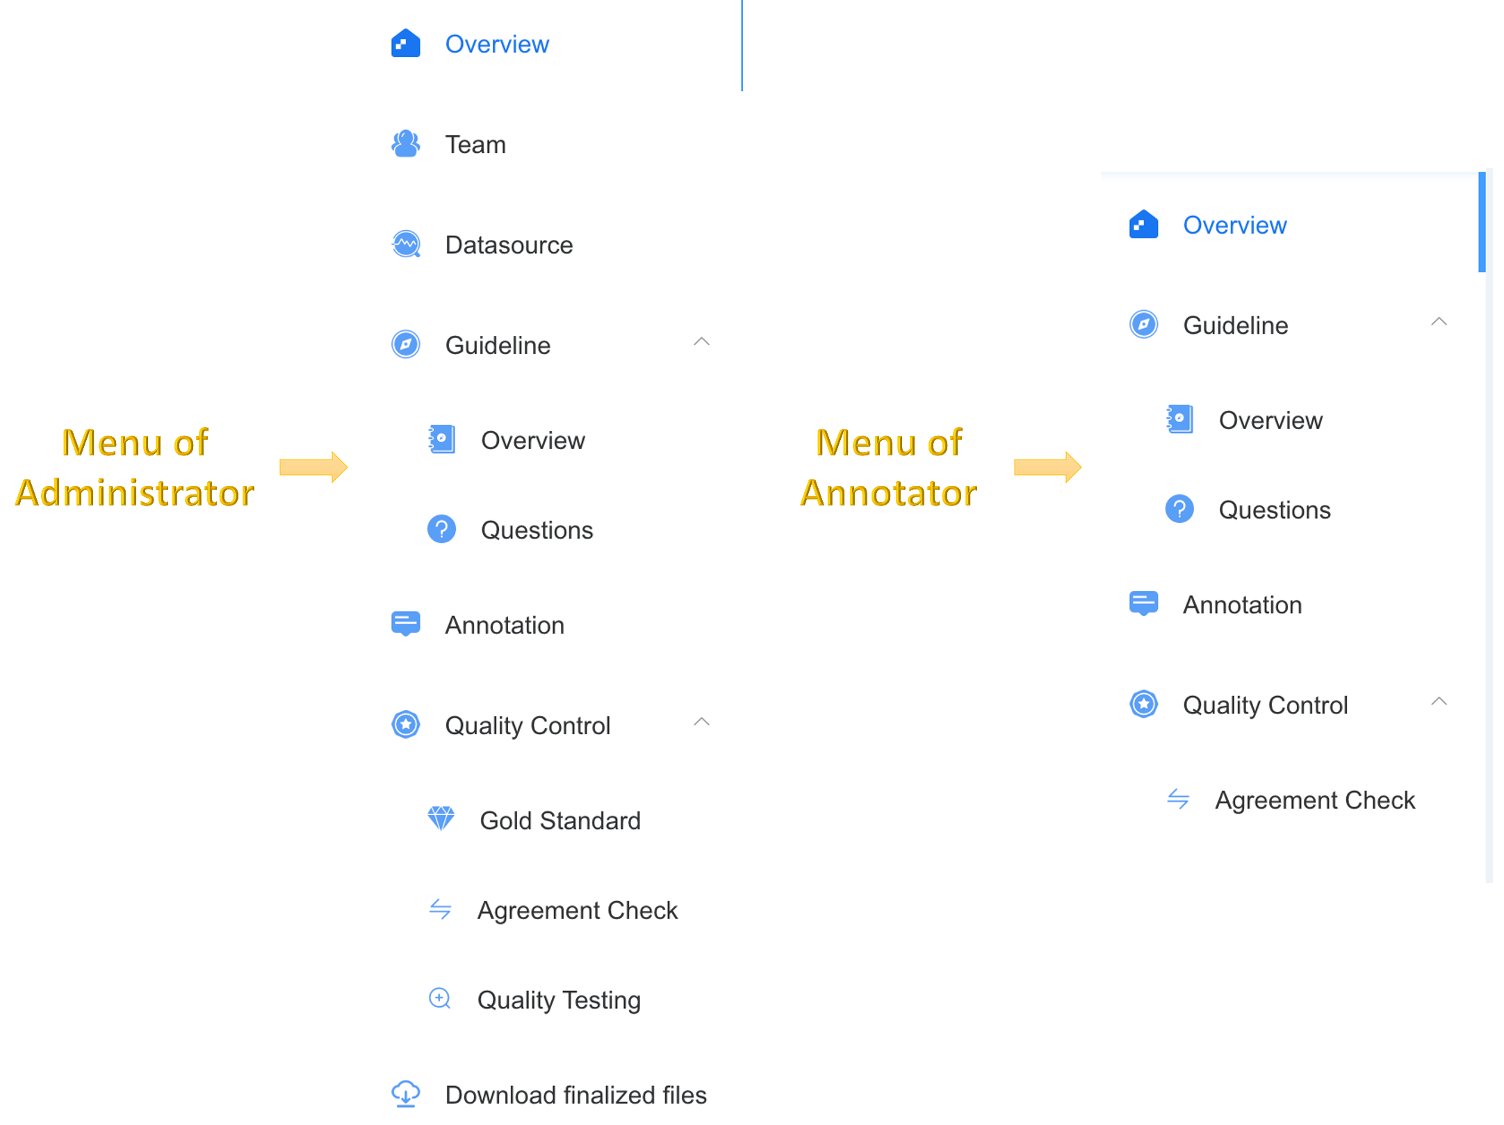 Menu of
Administrator
Overview
Team
Datasource
Guideline
Overview
Questions
Annotation
Quality Control
Gold Standard
Agreement Check
Quality Testing
Download finalized files
Menu of
Annotator
Overview
Guideline
Overview
Questions
Annotation
Quality Control
Agreement Check